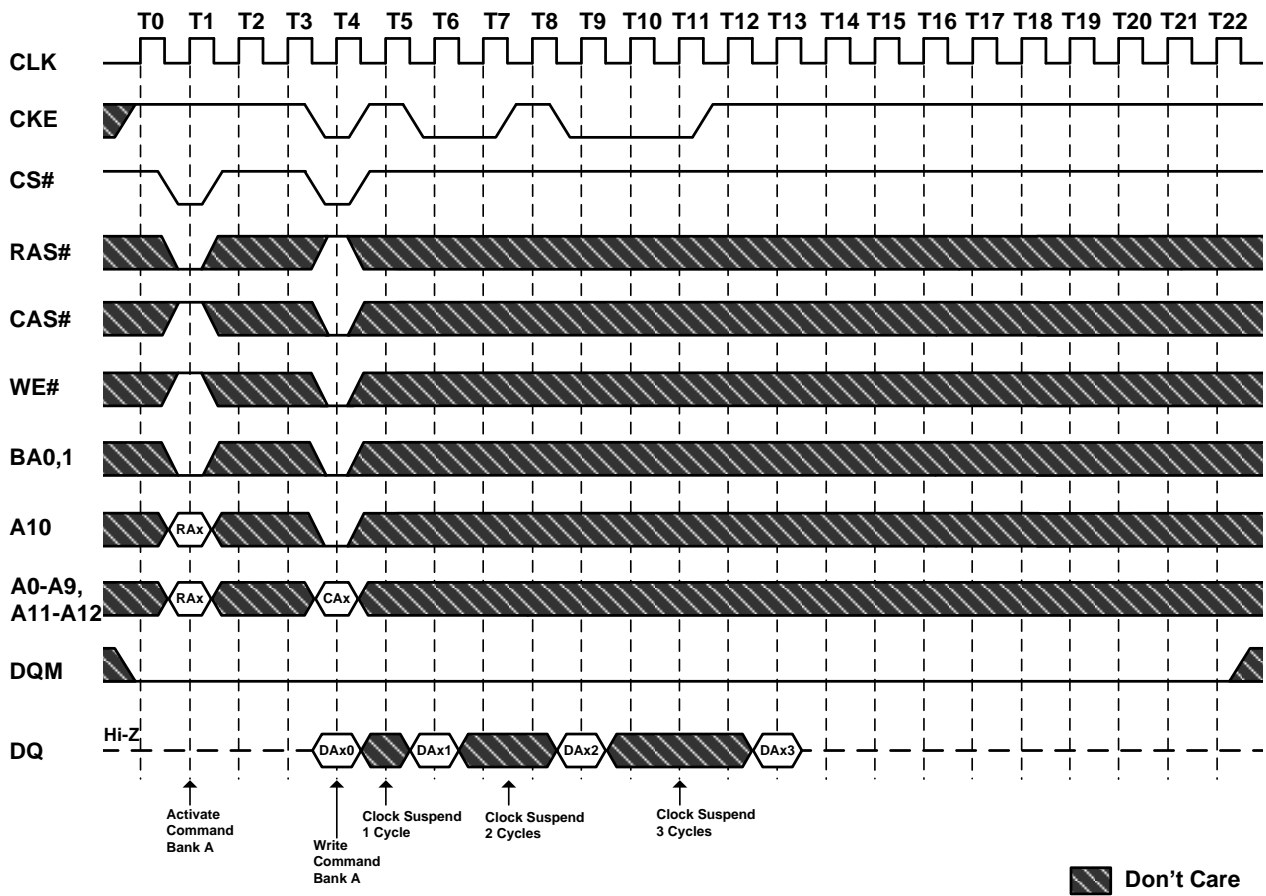 T0 T1 T2 T3 T4 T5 T6 T7 T8 T9 T10 T11 T12 T13 T14 T15 T16 T17 T18 T19 T20 T21 T22
CLK
CKE
CS#
RAS#
CAS#
WE#
BA0,1
A10 RAx
A0-A9,
A11-A12
RAx CAx
DQM
DQ Hi-Z DAx0 DAx1 DAx2 DAx3
Activate
Command
Bank A
Write
Command
Bank A
Clock Suspend
1 Cycle
Clock Suspend
2 Cycles
Clock Suspend
3 Cycles
Don't Care